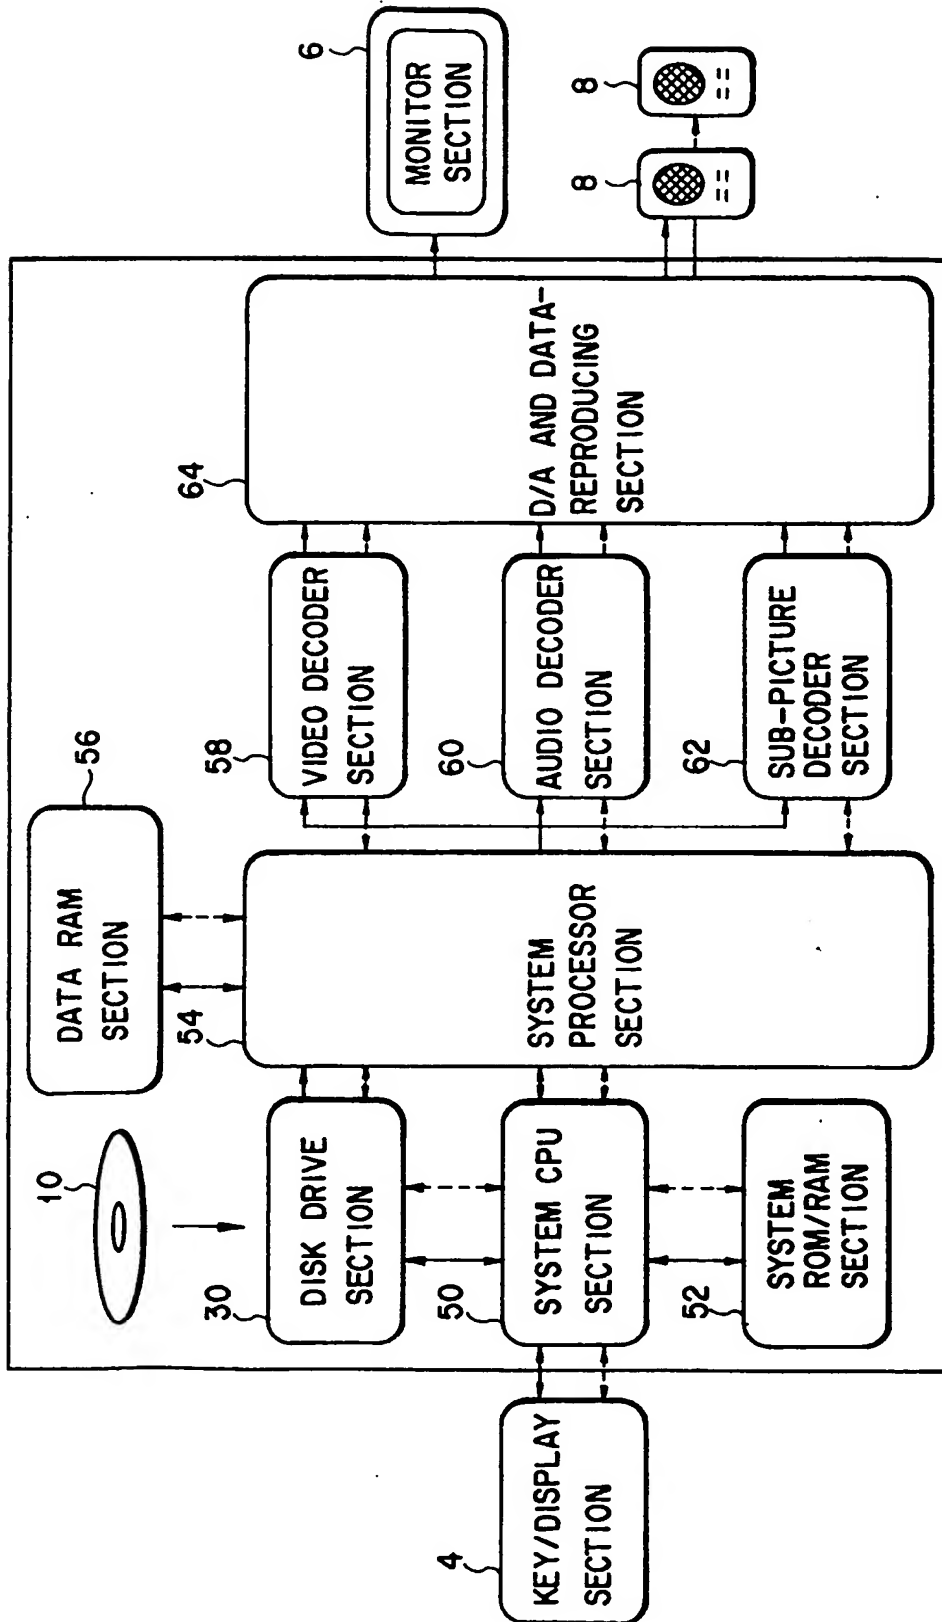 10
56
DATA RAM
SECTION
6
MONITOR
SECTION
8
8
30
DISK DRIVE
SECTION
54
SYSTEM
PROCESSOR
SECTION
58
VIDEO DECODER
SECTION
64
D/A AND DATA-
REPRODUCING
SECTION
4
KEY/DISPLAY
SECTION
50
SYSTEM CPU
SECTION
60
AUDIO DECODER
SECTION
52
SYSTEM
ROM/RAM
SECTION
62
SUB-PICTURE
DECODER
SECTION